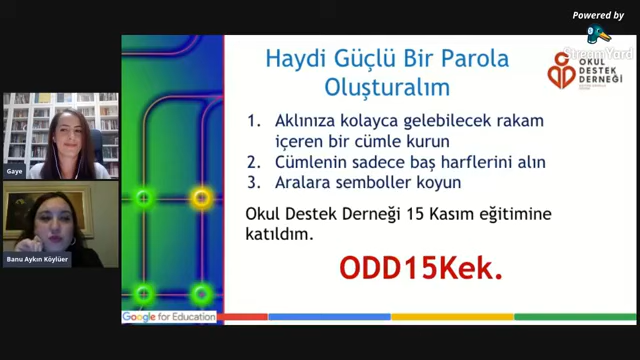 Powered by
StreamYard
Haydi Güçlü Bir Parola
Oluşturalım
OKUL
DESTEK
DERNEĞİ
1. Aklınıza kolayca gelebilecek rakam
içeren bir cümle kurun
2. Cümlenin sadece baş harflerini alın
3. Aralara semboller koyun
Okul Destek Derneği 15 Kasım eğitimine
katıldım.
ODD15Kek.
Gaye
Banu Aykın Köylüer
Google for Education